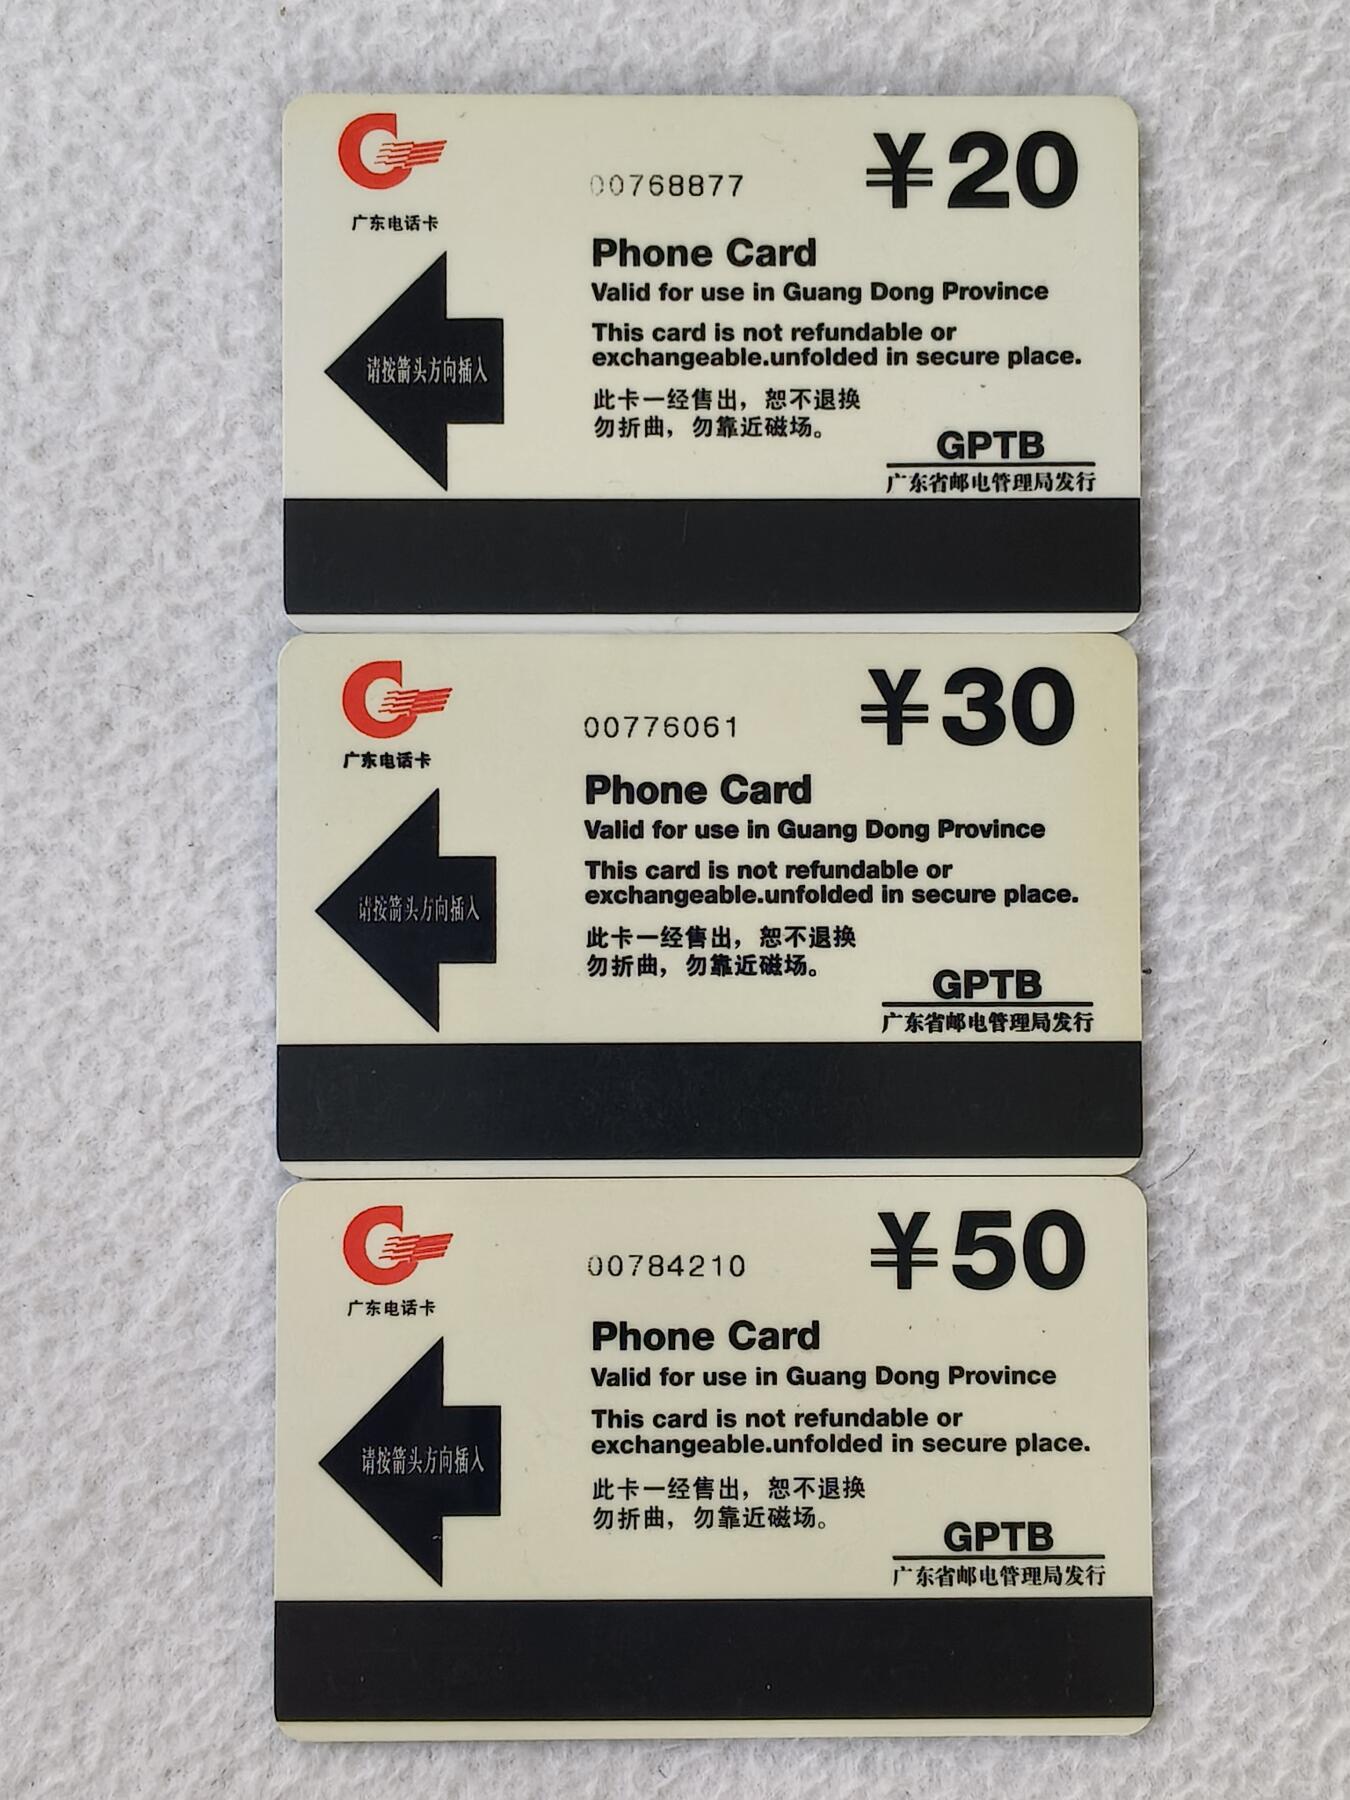 广东电话卡
00768877
¥20
Phone Card
Valid for use in Guang Dong Province
This card is not refundable or
exchangeable.unfolded in secure place.
请按箭头方向插入
此卡一经售出，恕不退换
勿折曲，勿靠近磁场。
GPTB
广东省邮电管理局发行
广东电话卡
00776061
¥30
Phone Card
Valid for use in Guang Dong Province
This card is not refundable or
exchangeable.unfolded in secure place.
请按箭头方向插入
此卡一经售出，恕不退换
勿折曲，勿靠近磁场。
GPTB
广东省邮电管理局发行
广东电话卡
00784210
¥50
Phone Card
Valid for use in Guang Dong Province
This card is not refundable or
exchangeable.unfolded in secure place.
请按箭头方向插入
此卡一经售出，恕不退换
勿折曲，勿靠近磁场。
GPTB
广东省邮电管理局发行